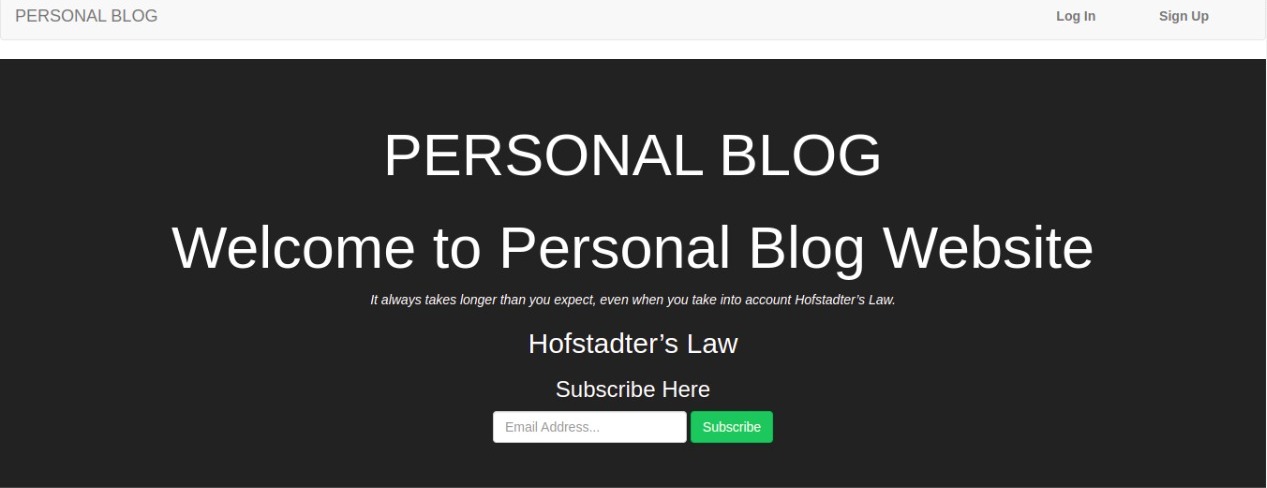 PERSONAL BLOG
Log In
Sign Up
PERSONAL BLOG
Welcome to Personal Blog Website
It always takes longer than you expect, even when you take into account Hofstadter’s Law.
Hofstadter’s Law
Subscribe Here
Email Address...
Subscribe